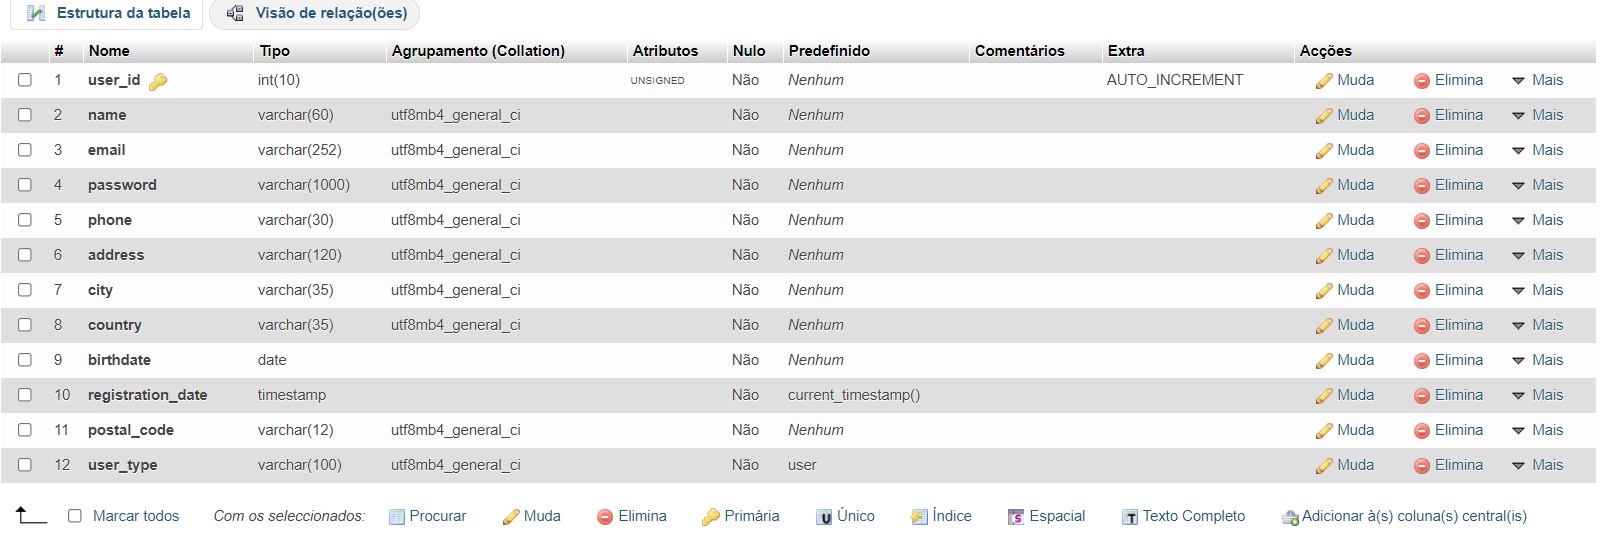 Estrutura da tabela Visão de relação(ões)
# Nome Tipo Agrupamento (Collation) Atributos Nulo Predefinido Comentários Extra Acções
1 user_id int(10) UNSIGNED Não Nenhum AUTO_INCREMENT Muda Elimina Mais
2 name varchar(60) utf8mb4_general_ci Não Nenhum Muda Elimina Mais
3 email varchar(252) utf8mb4_general_ci Não Nenhum Muda Elimina Mais
4 password varchar(1000) utf8mb4_general_ci Não Nenhum Muda Elimina Mais
5 phone varchar(30) utf8mb4_general_ci Não Nenhum Muda Elimina Mais
6 address varchar(120) utf8mb4_general_ci Não Nenhum Muda Elimina Mais
7 city varchar(35) utf8mb4_general_ci Não Nenhum Muda Elimina Mais
8 country varchar(35) utf8mb4_general_ci Não Nenhum Muda Elimina Mais
9 birthdate date Não Nenhum Muda Elimina Mais
10 registration_date timestamp Não current_timestamp() Muda Elimina Mais
11 postal_code varchar(12) utf8mb4_general_ci Não Nenhum Muda Elimina Mais
12 user_type varchar(100) utf8mb4_general_ci Não user Muda Elimina Mais
Marcar todos Com os seleccionados: Procurar Muda Elimina Primária Único Índice Espacial Texto Completo Adicionar à(s) coluna(s) central(is)